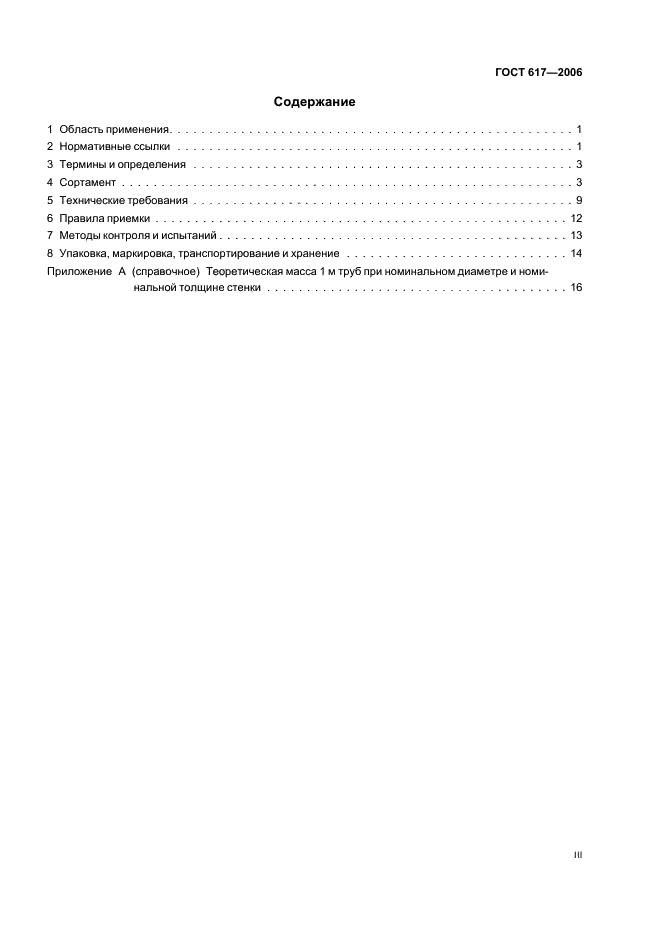 ГОСТ 617—2006
Содержание
1 Область применения. . . . . . . . . . . . . . . . . . . . . . . . . . . . . . . . . . . . . . . . . . 1
2 Нормативные ссылки . . . . . . . . . . . . . . . . . . . . . . . . . . . . . . . . . . . . . . . . . . 1
3 Термины и определения . . . . . . . . . . . . . . . . . . . . . . . . . . . . . . . . . . . . . . . . 3
4 Сортамент . . . . . . . . . . . . . . . . . . . . . . . . . . . . . . . . . . . . . . . . . . . . . . . 3
5 Технические требования . . . . . . . . . . . . . . . . . . . . . . . . . . . . . . . . . . . . . . . . 9
6 Правила приемки . . . . . . . . . . . . . . . . . . . . . . . . . . . . . . . . . . . . . . . . . . . 12
7 Методы контроля и испытаний . . . . . . . . . . . . . . . . . . . . . . . . . . . . . . . . . . . . 13
8 Упаковка, маркировка, транспортирование и хранение . . . . . . . . . . . . . . . . . . . . . . . 14
Приложение А (справочное) Теоретическая масса 1 м труб при номинальном диаметре и номи-
нальной толщине стенки . . . . . . . . . . . . . . . . . . . . . . . . . . . . . . . . . 16
III